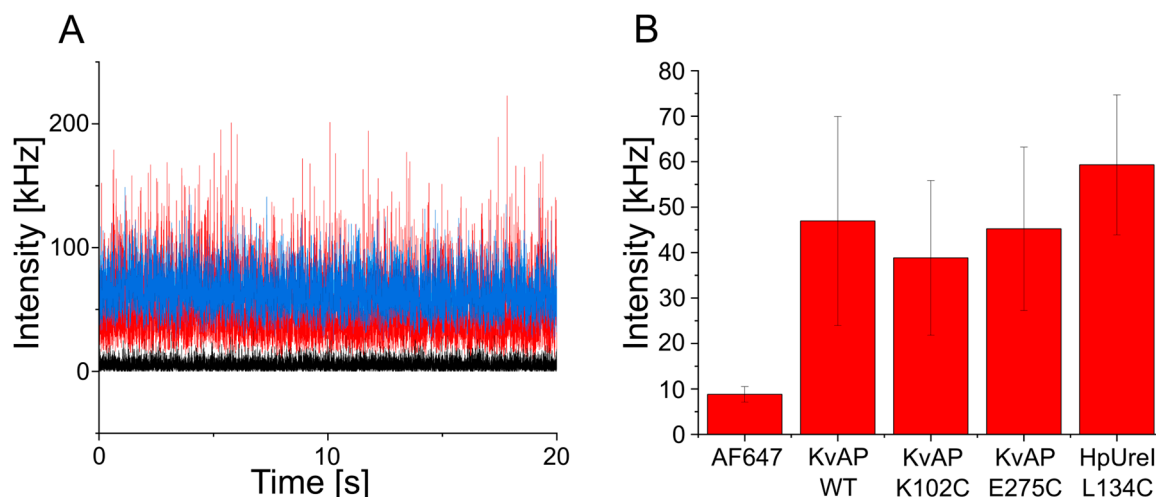 A
Intensity [kHz]
200
100
0
0
10
20
Time [s]
B
Intensity [kHz]
80
70
60
50
40
30
20
10
0
AF647
KvAP
WT
KvAP
K102C
KvAP
E275C
HpUreI
L134C